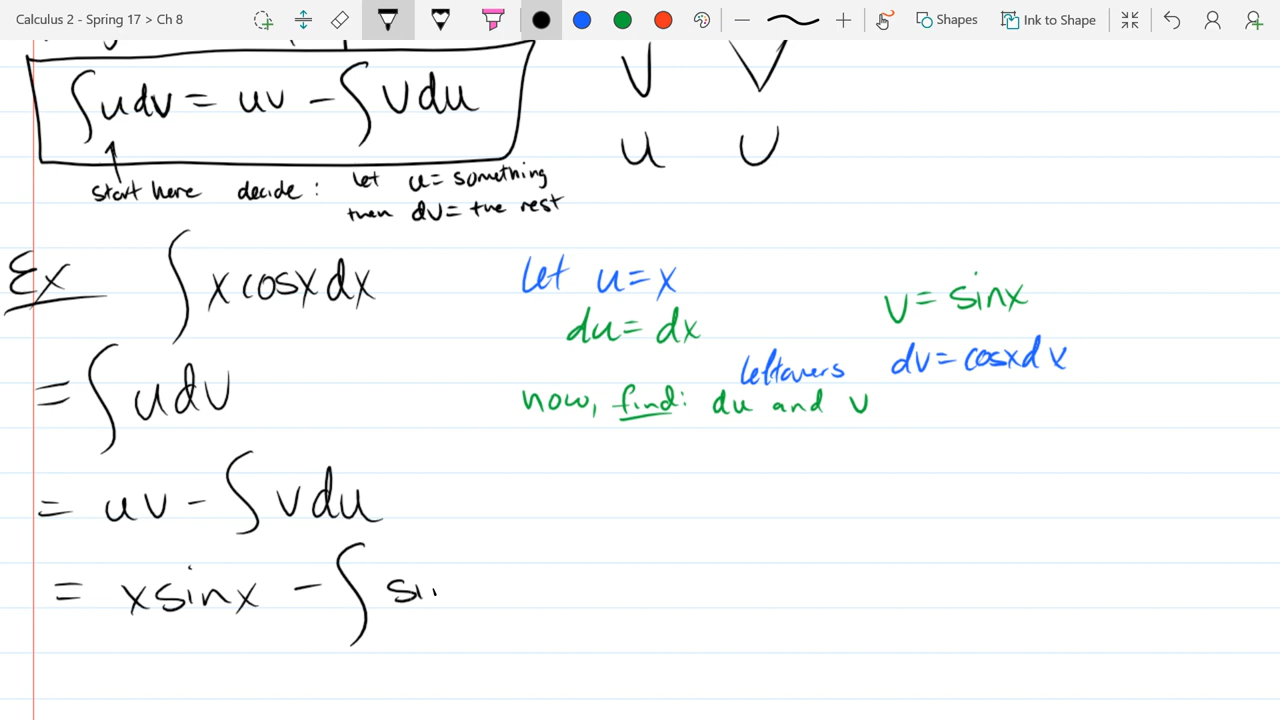 Calculus 2 - Spring 17 > Ch 8
Shapes
Ink to Shape
∫udv = uv - ∫vdu
V V
u U
start here decide: let u = something
then dv = the rest
Ex ∫x cosx dx
let u = x
du = dx
v = sinx
leftovers dv = cosx dx
now, find: du and v
= ∫udv
= uv - ∫vdu
= x sinx - ∫ si